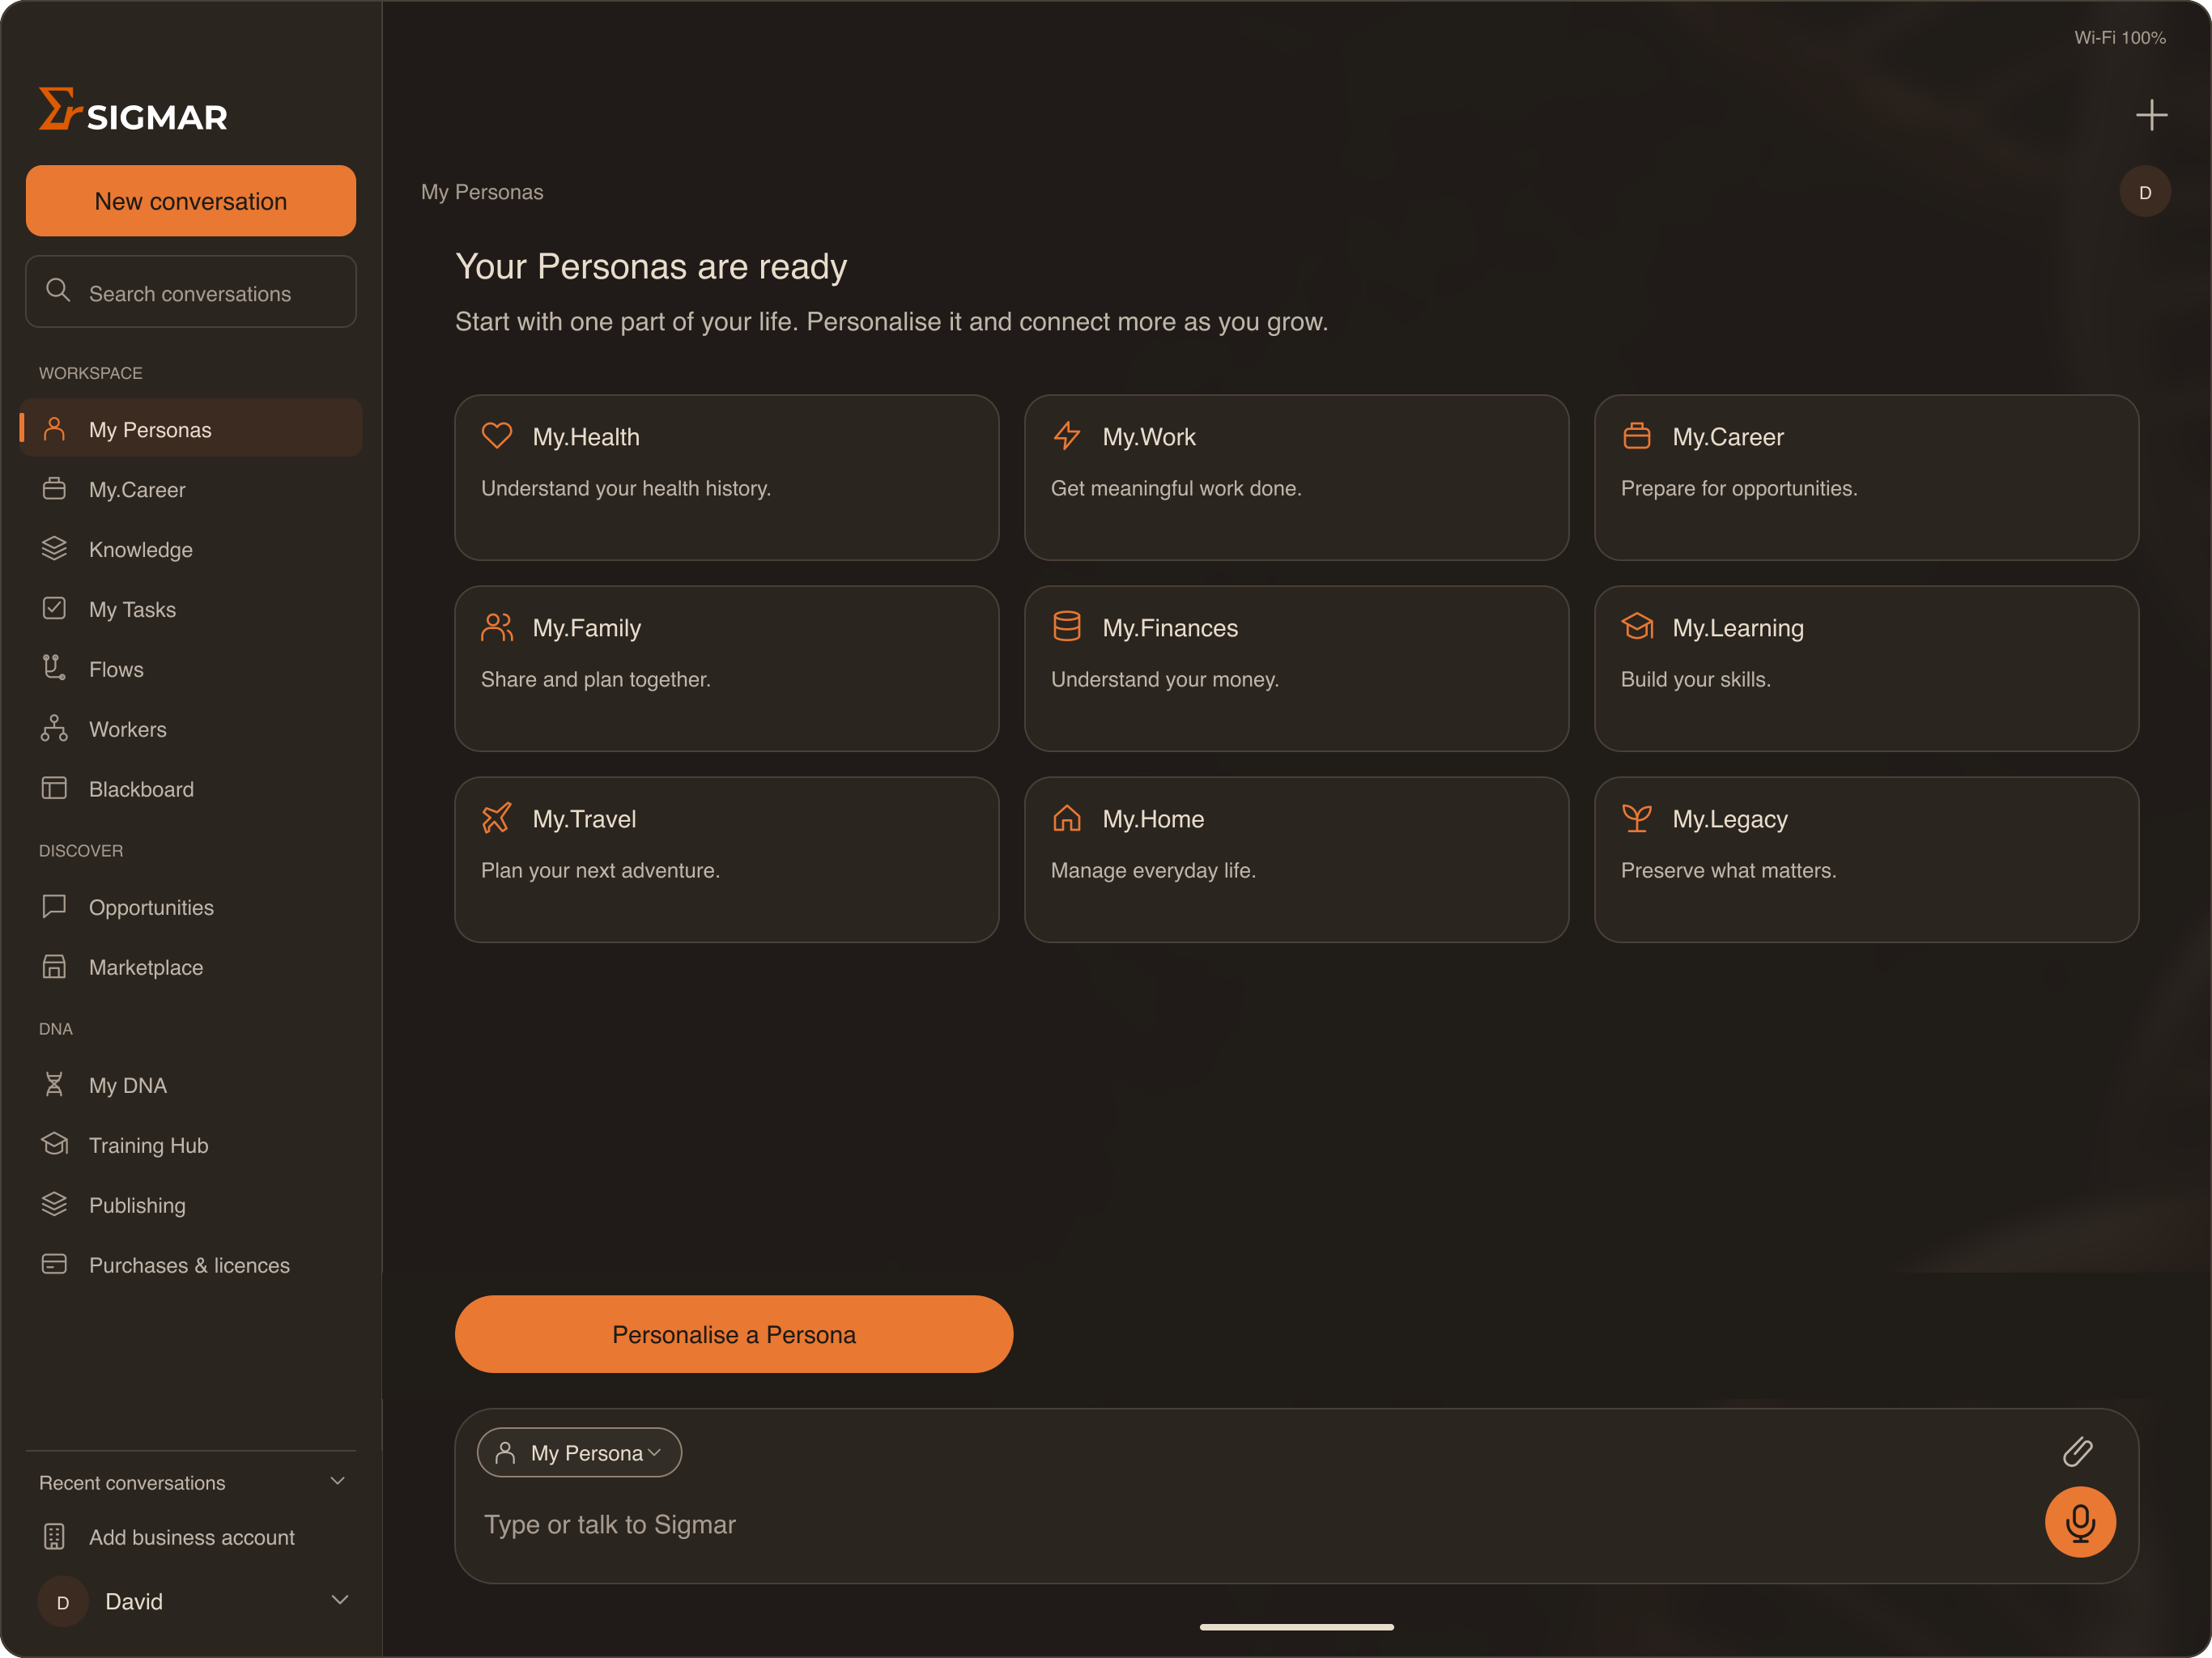 Wi-Fi 100%
Σr SIGMAR
New conversation
Search conversations
WORKSPACE
My Personas
My.Career
Knowledge
My Tasks
Flows
Workers
Blackboard
DISCOVER
Opportunities
Marketplace
DNA
My DNA
Training Hub
Publishing
Purchases & licences
Recent conversations
Add business account
D David
My Personas
D
Your Personas are ready
Start with one part of your life. Personalise it and connect more as you grow.
My.Health
Understand your health history.
My.Work
Get meaningful work done.
My.Career
Prepare for opportunities.
My.Family
Share and plan together.
My.Finances
Understand your money.
My.Learning
Build your skills.
My.Travel
Plan your next adventure.
My.Home
Manage everyday life.
My.Legacy
Preserve what matters.
Personalise a Persona
My Persona
Type or talk to Sigmar